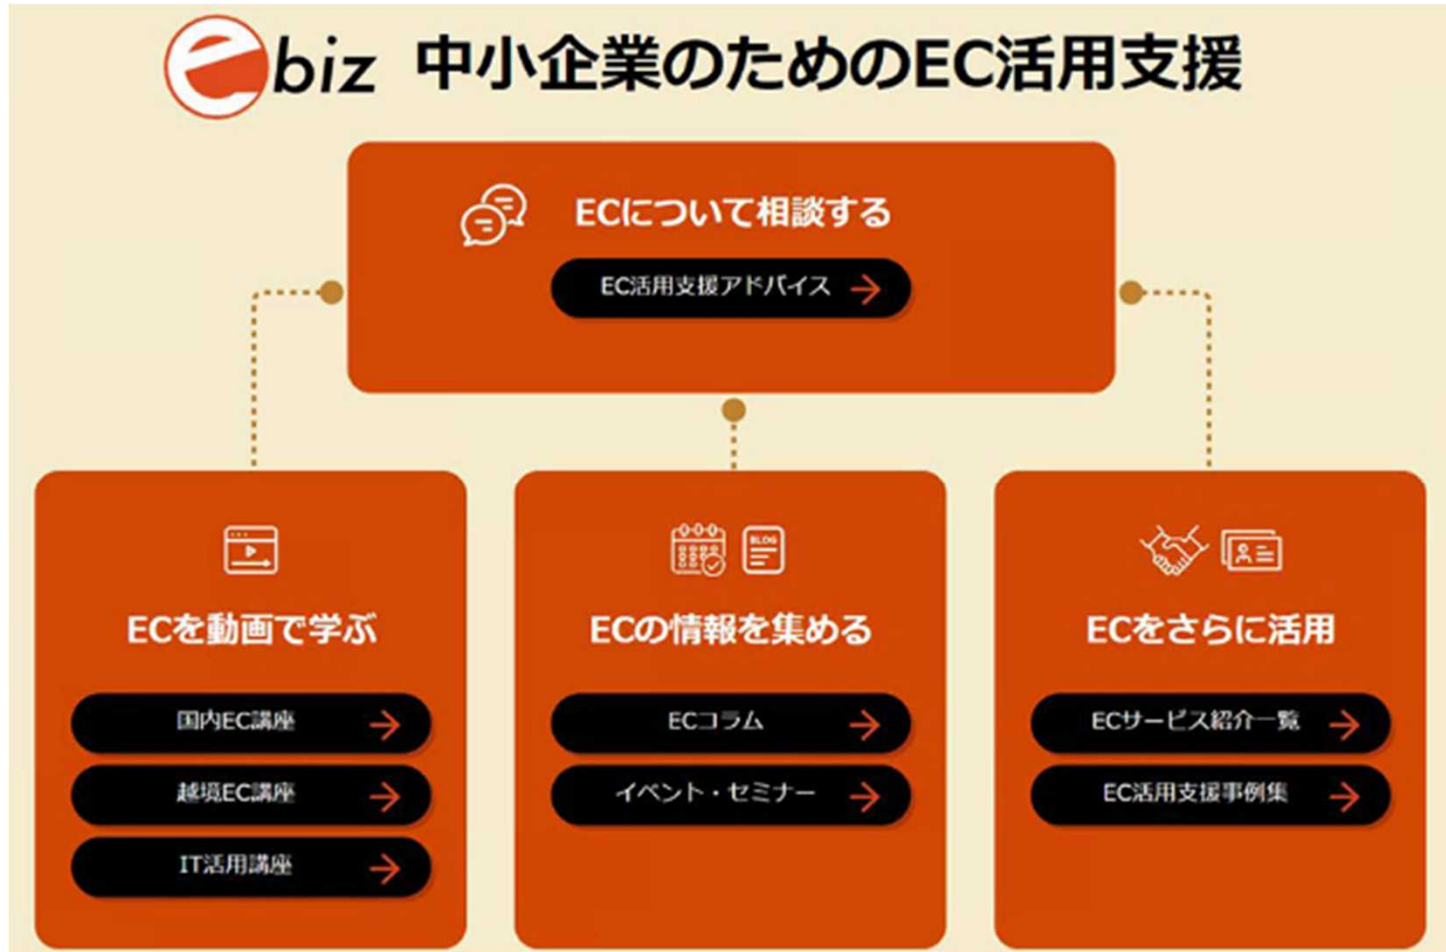 ebiz 中小企業のためのEC活用支援
ECについて相談する
EC活用支援アドバイス
ECを動画で学ぶ
国内EC講座
越境EC講座
IT活用講座
BLOG
ECの情報を集める
ECコラム
イベント・セミナー
ECをさらに活用
ECサービス紹介一覧
EC活用支援事例集